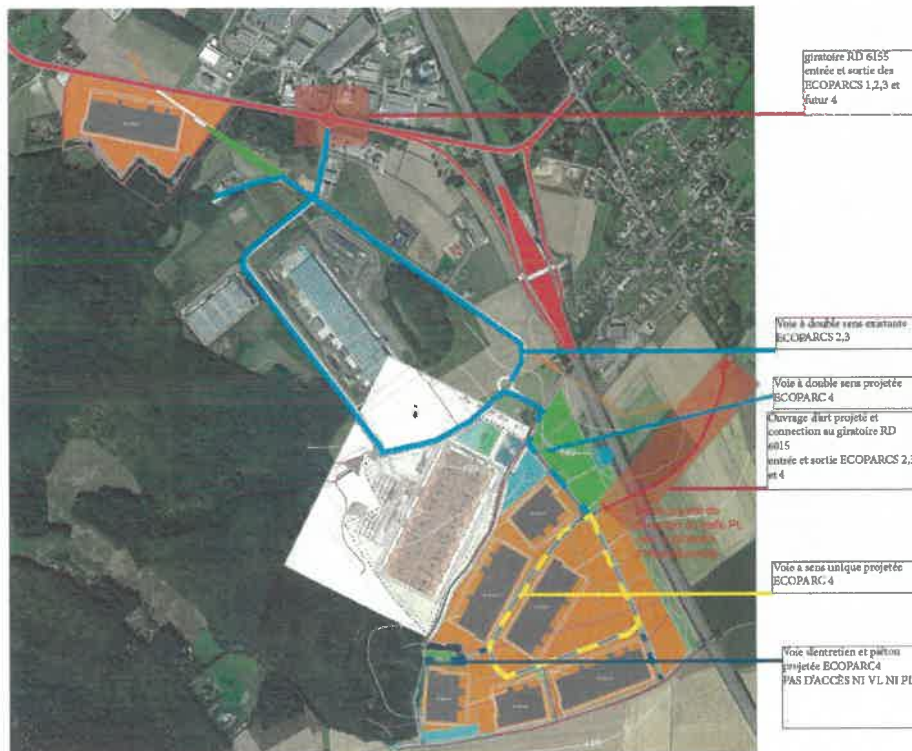 giratoire RD 6155
entrée et sortie des
ECOPARCS 1,2,3 et
futur 4
Voie à double sens existante
ECOPARCS 2,3
Voie à double sens projetée
ECOPARC 4
Ouvrage d'art projeté et
connection au giratoire RD
6015
entrée et sortie ECOPARCS 2,3
et 4
Voie a sens unique projetée
ECOPARC 4
Voie d'entretien et piéton
projetée ECOPARC4
PAS D'ACCÈS NI VL NI PL